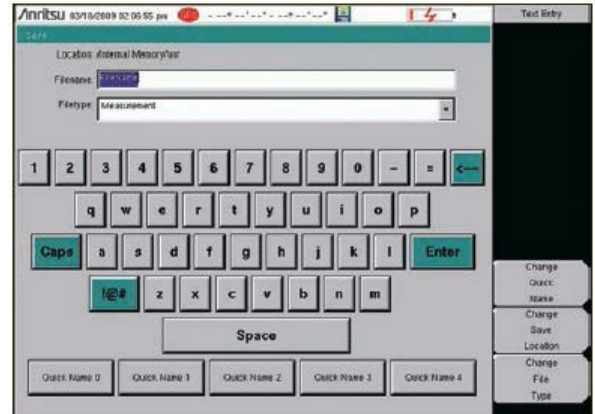 Anritsu 03/18/2009 02:06:55 pm
Text Entry
Save
Location: /Internal Memory/usr
Filename: Filename
Filetype: Measurement
1 2 3 4 5 6 7 8 9 0 - = <--
q w e r t y u i o p
Caps a s d f g h j k l Enter
!@# z x c v b n m
Space
Quick Name 0 Quick Name 1 Quick Name 2 Quick Name 3 Quick Name 4
Change
Quick
Name
Change
Save
Location
Change
File
Type